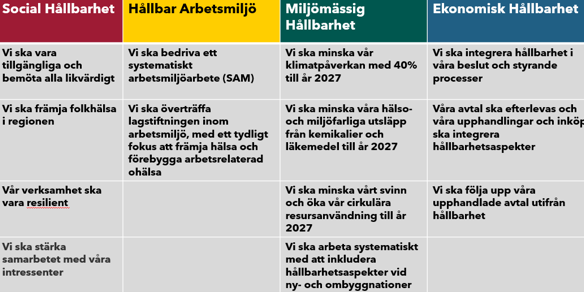 Social Hållbarhet
Hållbar Arbetsmiljö
Miljömässig
Hållbarhet
Ekonomisk Hållbarhet
Vi ska vara
tillgängliga och
bemöta alla likvärdigt
Vi ska bedriva ett
systematiskt
arbetsmiljöarbete (SAM)
Vi ska minska vår
klimatpåverkan med 40%
till år 2027
Vi ska integrera hållbarhet i
våra beslut och styrande
processer
Vi ska främja folkhälsa
i regionen
Vi ska överträffa
lagstiftningen inom
arbetsmiljö, med ett tydligt
fokus att främja hälsa och
förebygga arbetsrelaterad
ohälsa
Vi ska minska våra hälso-
och miljöfarliga utsläpp
från kemikalier och
läkemedel till år 2027
Våra avtal ska efterlevas och
våra upphandlingar och inköp
ska integrera
hållbarhetsaspekter
Vår verksamhet ska
vara resilient
Vi ska minska vårt svinn
och öka vår cirkulära
resursanvändning till år
2027
Vi ska följa upp våra
upphandlade avtal utifrån
hållbarhet
Vi ska stärka
samarbetet med våra
intressenter
Vi ska arbeta systematiskt
med att inkludera
hållbarhetsaspekter vid
ny- och ombyggnationer